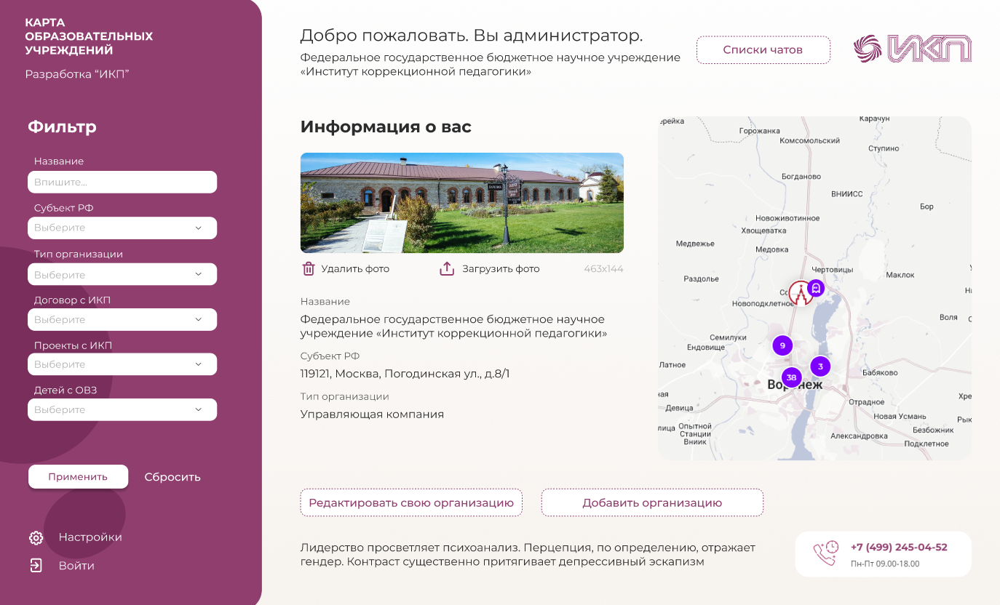 КАРТА
ОБРАЗОВАТЕЛЬНЫХ
УЧРЕЖДЕНИЙ
Разработка “ИКП”
Фильтр
Название
Впишите...
Субъект РФ
Выберите
Тип организации
Выберите
Договор с ИКП
Выберите
Проекты с ИКП
Выберите
Детей с ОВЗ
Выберите
Применить
Сбросить
Настройки
Войти
Добро пожаловать. Вы администратор.
Федеральное государственное бюджетное научное учреждение
«Институт коррекционной педагогики»
Списки чатов
ИКП
Информация о вас
Удалить фото
Загрузить фото
463x144
Название
Федеральное государственное бюджетное научное
учреждение «Институт коррекционной педагогики»
Субъект РФ
119121, Москва, Погодинская ул., д.8/1
Тип организации
Управляющая компания
Карачун
Горожанка
Комсомольский
Ступино
Богданово
ВНИИСС
Бор
Новоживотинное
Хвощеватка
Медвежье
Медовка
Чертовицы
Маклок
Раздолье
Новоподклетное
Воля
Семилуки
Ендовище
9
Латное
3
38
Бабяково
Отрадное
Девица
Новая Усмань
Опытной
Станции
Вниик
Безбожник
Александровка
Подклетное
Редактировать свою организацию
Добавить организацию
Лидерство просветляет психоанализ. Перцепция, по определению, отражает
гендер. Контраст существенно притягивает депрессивный эскапизм
+7 (499) 245-04-52
Пн-Пт 09.00-18.00